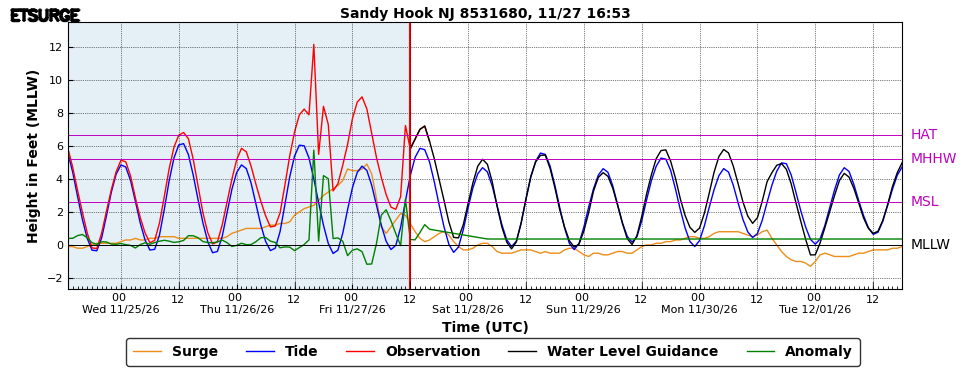 ETSURGE
Sandy Hook NJ 8531680, 11/27 16:53
Height in Feet (MLLW)
12
10
8
6
4
2
0
−2
HAT
MHHW
MSL
MLLW
00 12 00 12 00 12 00 12 00 12 00 12 00 12
Wed 11/25/26 Thu 11/26/26 Fri 11/27/26 Sat 11/28/26 Sun 11/29/26 Mon 11/30/26 Tue 12/01/26
Time (UTC)
Surge Tide Observation Water Level Guidance Anomaly